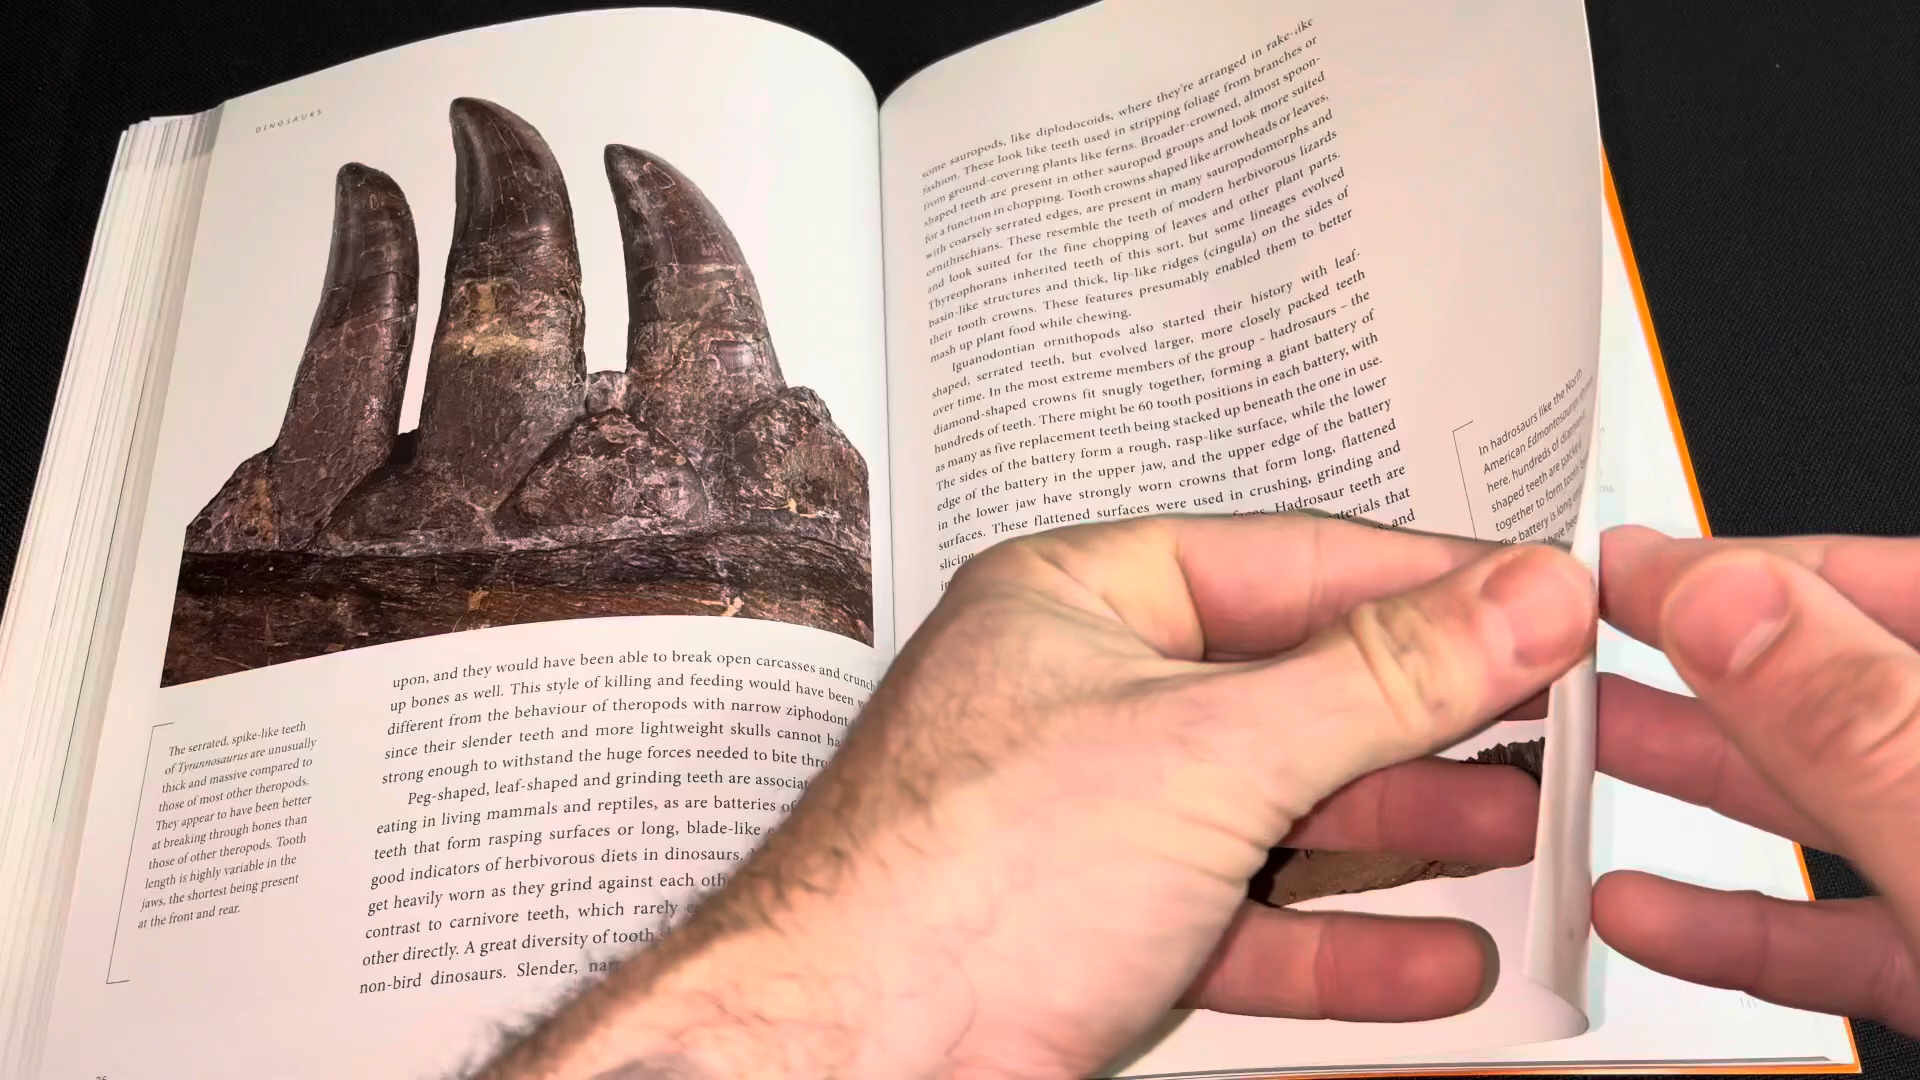 DINOSAURS
upon, and they would have been able to break open carcasses and crunch
up bones as well. This style of killing and feeding would have been
different from the behaviour of theropods with narrow ziphodont
since their slender teeth and more lightweight skulls cannot
strong enough to withstand the huge forces needed to bite
Peg-shaped, leaf-shaped and grinding teeth are
eating in living mammals and reptiles, as are batteries of
teeth that form rasping surfaces or long, blade-like
good indicators of herbivorous diets in dinosaurs.
get heavily worn as they grind against each
contrast to carnivore teeth, which rarely
other directly. A great diversity of tooth
non-bird dinosaurs. Slender,
The serrated, spike-like teeth
of Tyrannosaurus are unusually
thick and massive compared to
those of most other theropods.
They appear to have been better
at breaking through bones than
those of other theropods. Tooth
length is highly variable in the
jaws, the shortest being present
at the front and rear.
some sauropods, like diplodocoids, where they're arranged in rake-like
fashion. These look like teeth used in stripping foliage from branches or
from ground-covering plants like ferns. Broader-crowned, almost spoon-
shaped teeth are present in other sauropod groups and look more suited
for a function in chopping. Tooth crowns shaped like arrowheads or leaves,
with coarsely serrated edges, are present in many sauropodomorphs and
ornithischians. These resemble the teeth of modern herbivorous lizards
and look suited for the fine chopping of leaves and other plant parts.
Thyreophorans inherited teeth of this sort, but some lineages evolved
basin-like structures and thick, lip-like ridges (cingula) on the sides of
their tooth crowns. These features presumably enabled them to better
mash up plant food while chewing.
Iguanodontian ornithopods also started their history with leaf-
shaped, serrated teeth, but evolved larger, more closely packed teeth
over time. In the most extreme members of the group – hadrosaurs – the
diamond-shaped crowns fit snugly together, forming a giant battery of
hundreds of teeth. There might be 60 tooth positions in each battery, with
as many as five replacement teeth being stacked up beneath the one in use.
The sides of the battery form a rough, rasp-like surface, while the lower
edge of the battery in the upper jaw, and the upper edge of the battery
in the lower jaw have strongly worn crowns that form long, flattened
surfaces. These flattened surfaces were used in crushing, grinding and
Hadrosaur teeth are
materials that
and
In hadrosaurs like the North
American Edmontosaurus
here, hundreds of
shaped teeth are packed
together to form tooth
The battery is long